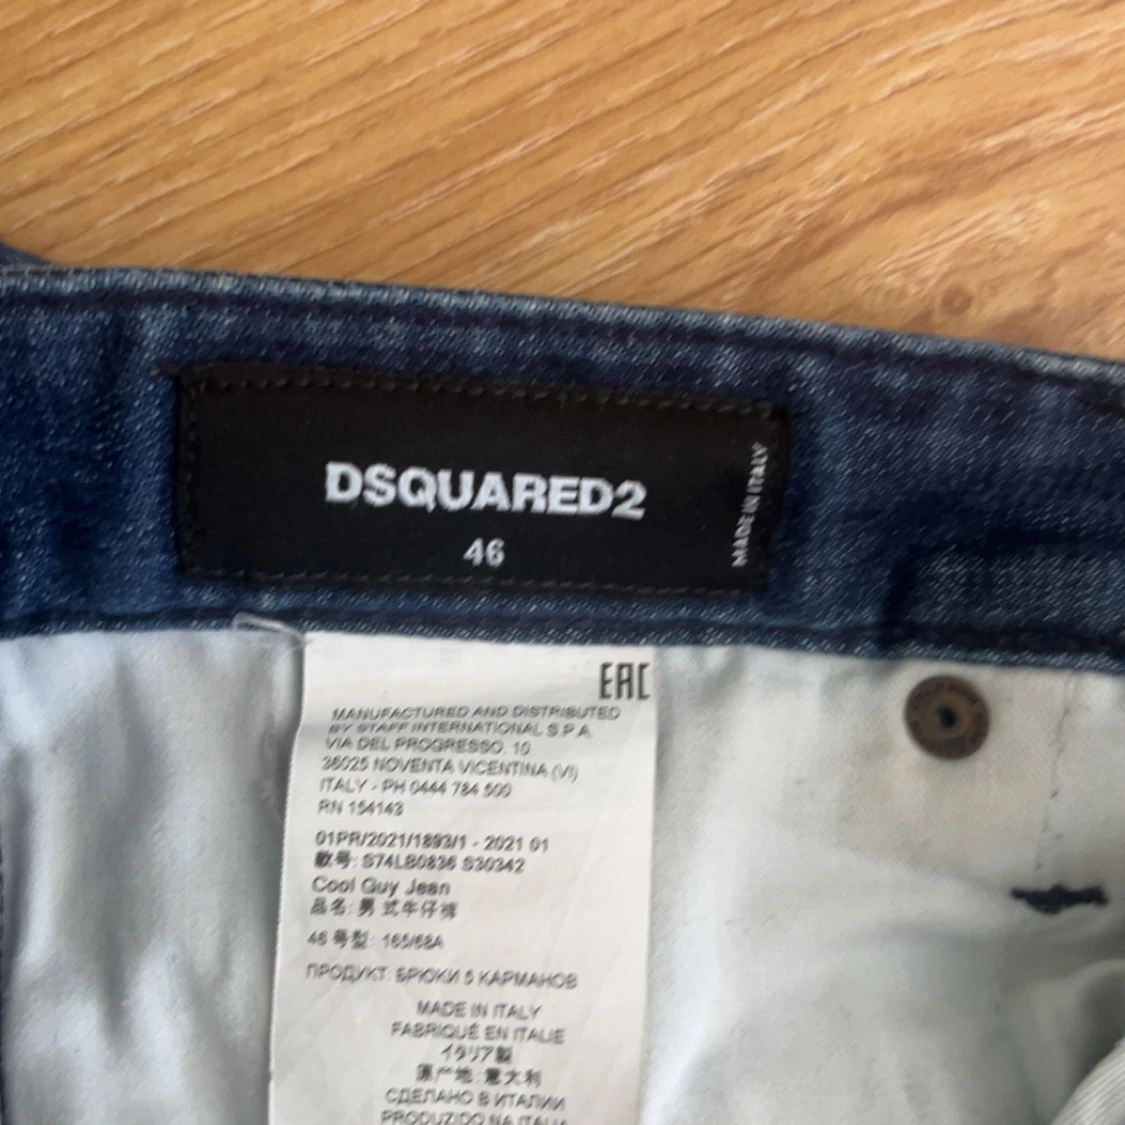 DSQUARED2
46
MADE IN ITALY
EAC
MANUFACTURED AND DISTRIBUTED
BY STAFF INTERNATIONAL S.P.A.
VIA DEL PROGRESSO, 10
36025 NOVENTA VICENTINA (VI)
ITALY - PH 0444 784 500
RN 154143
01PR/2021/1893/1 - 2021 01
款号: S74LB0836 S30342
Cool Guy Jean
品名: 男式牛仔裤
46 号型: 165/68A
ПРОДУКТ: БРЮКИ 5 КАРМАНОВ
MADE IN ITALY
FABRIQUÉ EN ITALIE
イタリア製
原产地: 意大利
СДЕЛАНО В ИТАЛИИ
PRODUZIDO NA ITALIA